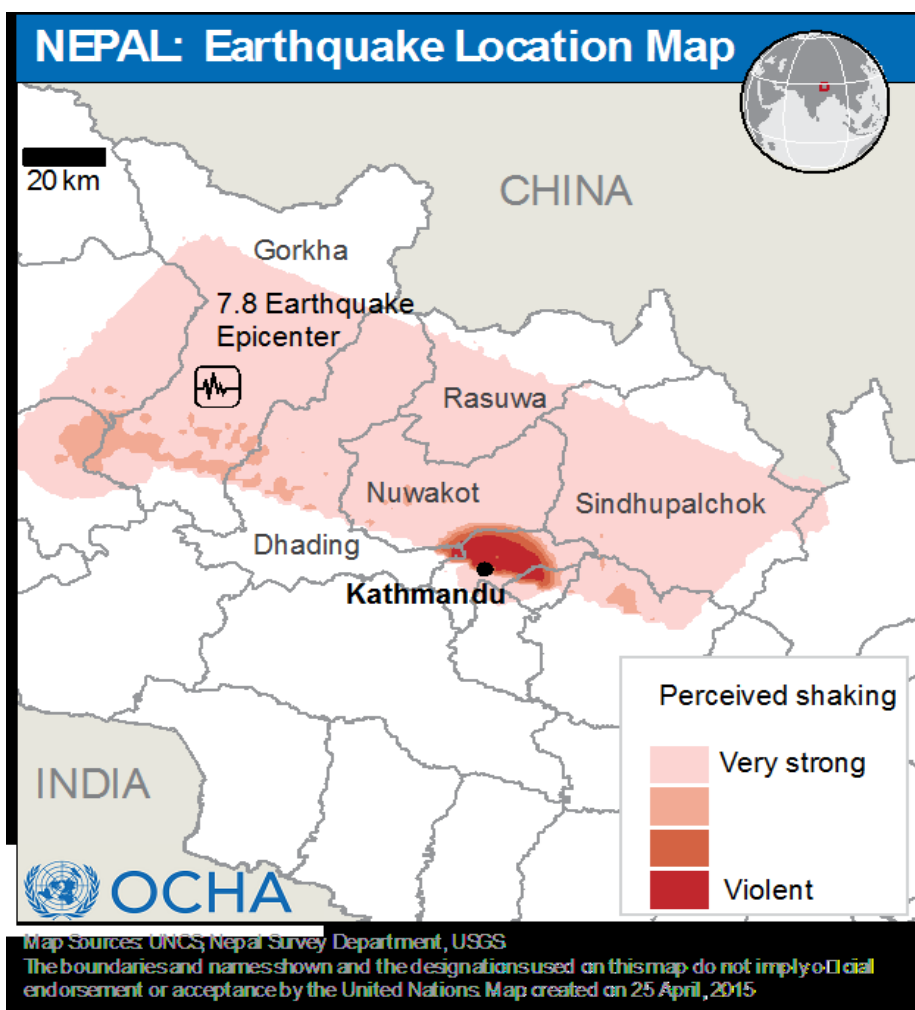 NEPAL: Earthquake Location Map
20 km
CHINA
Gorkha
7.8 Earthquake
Epicenter
Rasuwa
Nuwakot
Sindhupalchok
Dhading
Kathmandu
Perceived shaking
Very strong
Violent
INDIA
OCHA
Map Sources: UNCS, Nepal Survey Department, USGS.
The boundaries and names shown and the designations used on this map do not imply o□cial
endorsement or acceptance by the United Nations. Map created on 25 April, 2015.